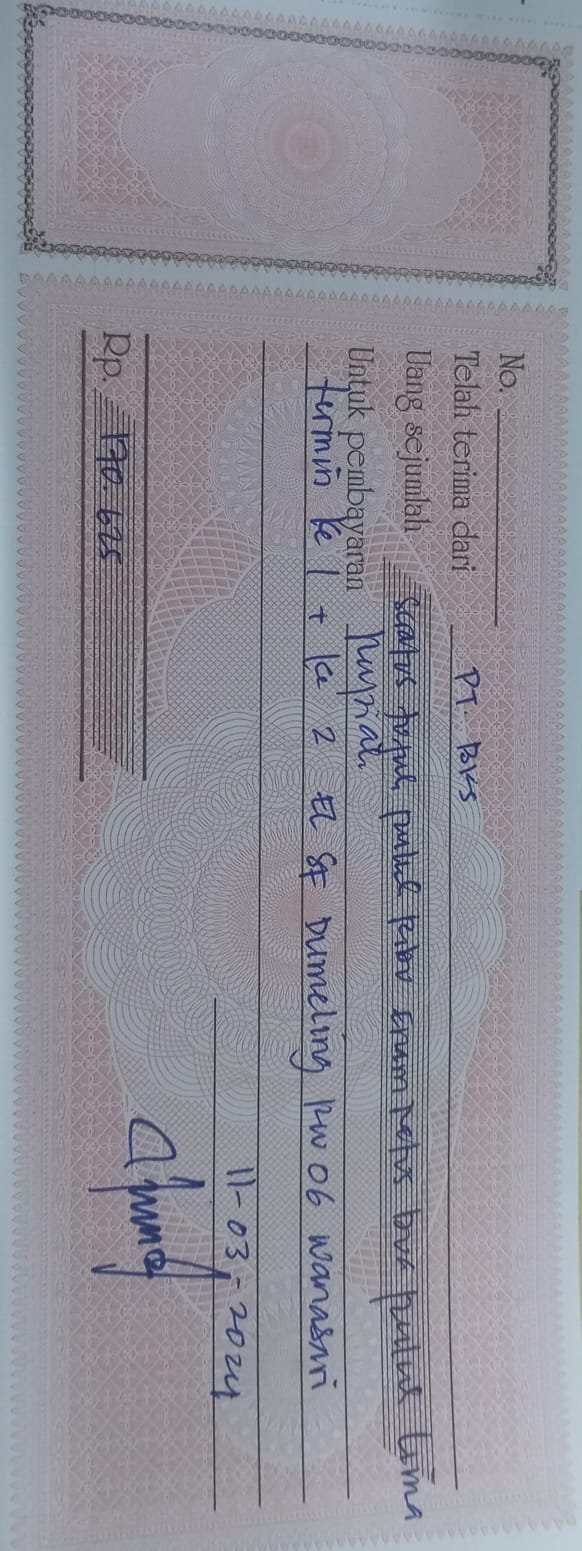 No.
Telah terima dari PT. BKS
Uang sejumlah seratus tujuh puluh ribu Enam ratus dua puluh lima
Untuk pembayaran Rupiah
termin ke 1 + ke 2 EL SF Dumeling RW 06 Wanasari
11-03-2024
Rp. 170.625